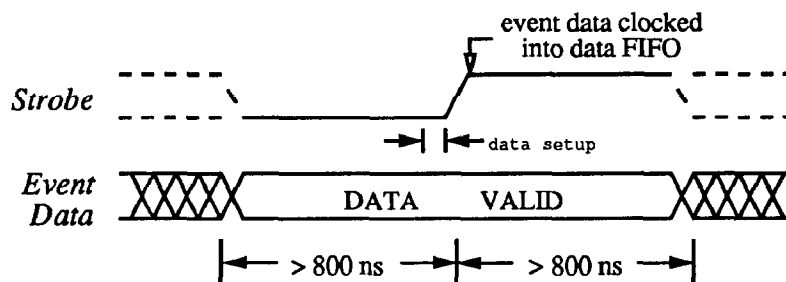 event data clocked
into data FIFO
Strobe
data setup
Event
Data
DATA VALID
> 800 ns
> 800 ns